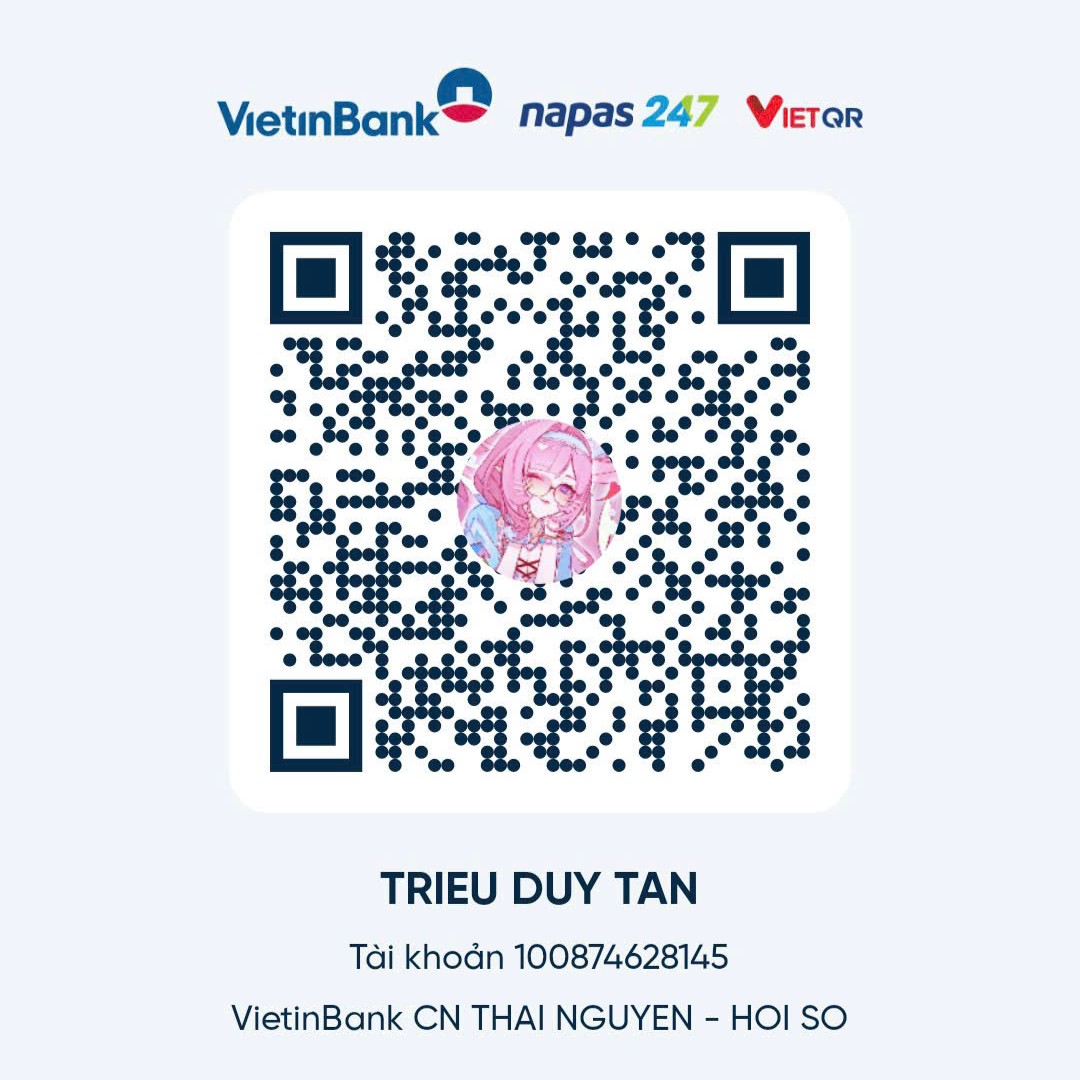 VIETINBANK napas 247 VIETQR
TRIEU DUY TAN
Tài khoản 100874628145
VietinBank CN THAI NGUYEN - HOI SO